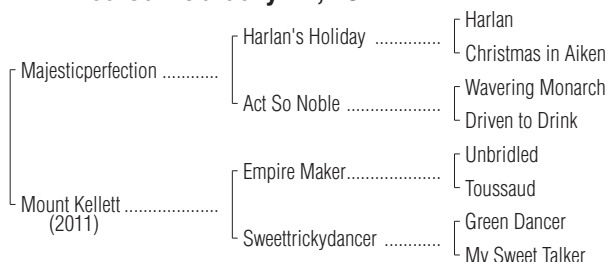 Harlan
Harlan's Holiday ..............
Christmas in Aiken
Majesticperfection ............
Wavering Monarch
Act So Noble .....................
Driven to Drink
Unbridled
Empire Maker.....................
Toussaud
Mount Kellett .....................
(2011)
Green Dancer
Sweettrickydancer ............
My Sweet Talker